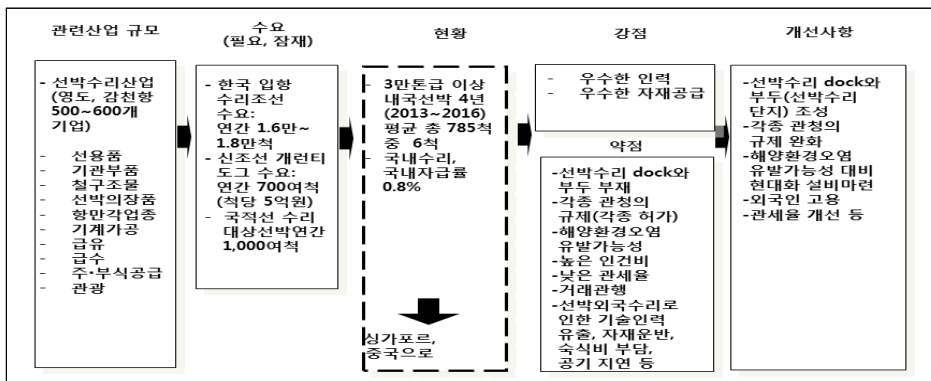 관련산업 규모
- 선박수리산업
(영도, 감천항
500~600개
기업)
- 선용품
- 기관부품
- 철구조물
- 선박의장품
- 항만각업종
- 기계가공
- 급유
- 급수
- 주·부식공급
- 관광
수요
(필요, 잠재)
- 한국 입항
수리조선
수요:
연간 1.6만~
1.8만척
- 신조선 개런티
도그 수요:
연간 700여척
(척당 5억원)
- 국적선 수리
대상선박연간
1,000여척
현황
- 3만톤급 이상
내국선박 4년
(2013~2016)
평균 총 785척
중 6척
- 국내수리,
국내자급률
0.8%
싱가포르,
중국으로
강점
- 우수한 인력
- 우수한 자재공급
약점
-선박수리 dock와
부두 부재
-각종 관청의
규제(각종 허가)
-해양환경오염
유발가능성
-높은 인건비
-낮은 관세율
-거래관행
-선박외국수리로
인한 기술인력
유출, 자재운반,
숙식비 부담,
공기 지연 등
개선사항
-선박수리 dock와
부두(선박수리
단지) 조성
-각종 관청의
규제 완화
-해양환경오염
유발가능성 대비
현대화 설비마련
-외국인 고용
-관세율 개선 등